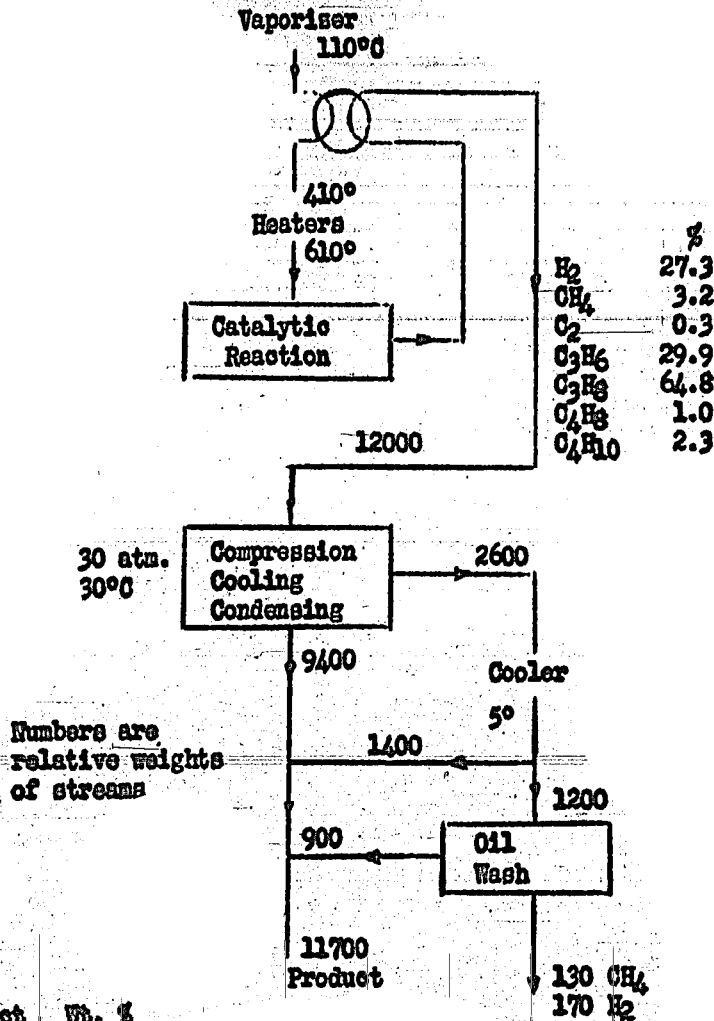 Vaporiser
110°C
410°
Heaters
610°
Catalytic
Reaction
%
H2 27.3
CH4 3.2
C2 0.3
C3H6 29.9
C3H8 64.8
C4H8 1.0
C4H10 2.3
12000
30 atm.
30°C
Compression
Cooling
Condensing
2600
9400
Cooler
5°
Numbers are
relative weights
of streams
1400
1200
900
Oil
Wash
11700
Product
130 CH4
170 H2
Wt. %